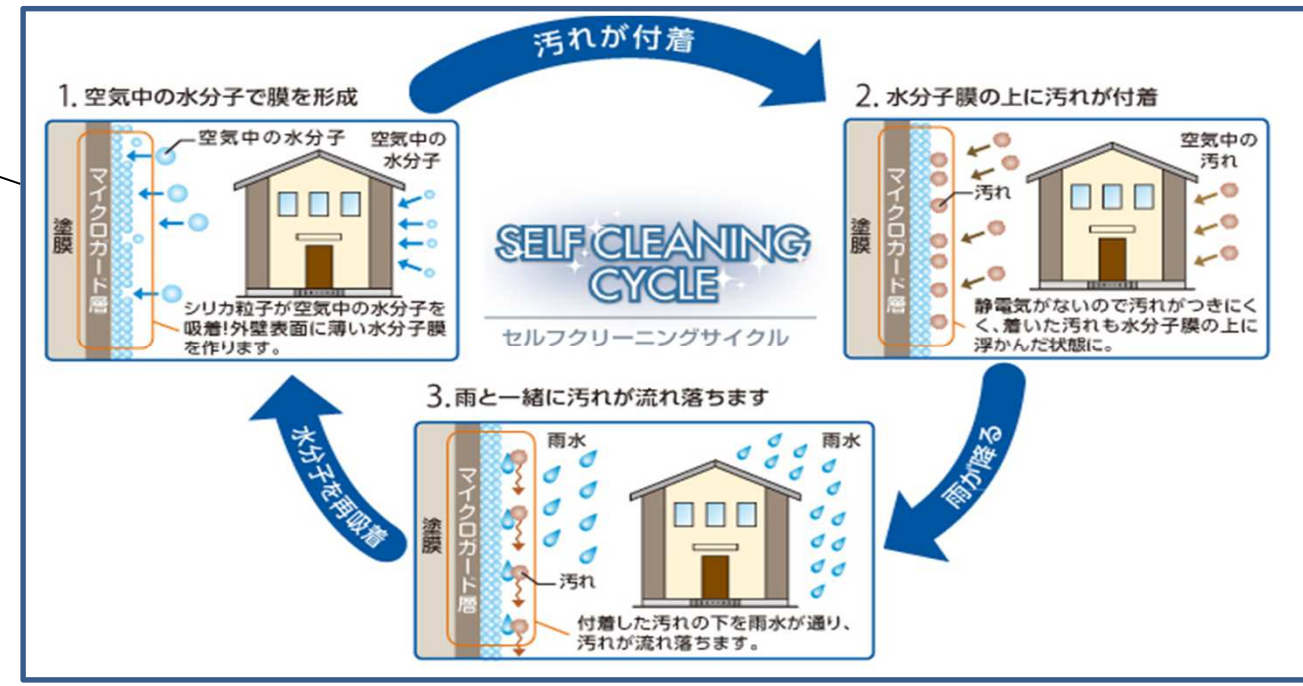 汚れが付着
1. 空気中の水分子で膜を形成
空気中の水分子
空気中の
水分子
塗膜
マイクロガード層
シリカ粒子が空気中の水分子を
吸着!外壁表面に薄い水分子膜
を作ります。
2. 水分子膜の上に汚れが付着
空気中の
汚れ
汚れ
塗膜
マイクロガード層
静電気がないので汚れがつきにく
く、着いた汚れも水分子膜の上に
浮かんだ状態に。
SELF CLEANING
CYCLE
セルフクリーニングサイクル
雨が降る
3. 雨と一緒に汚れが流れ落ちます
雨水
雨水
塗膜
マイクロガード層
汚れ
付着した汚れの下を雨水が通り、
汚れが流れ落ちます。
水分子を再吸着